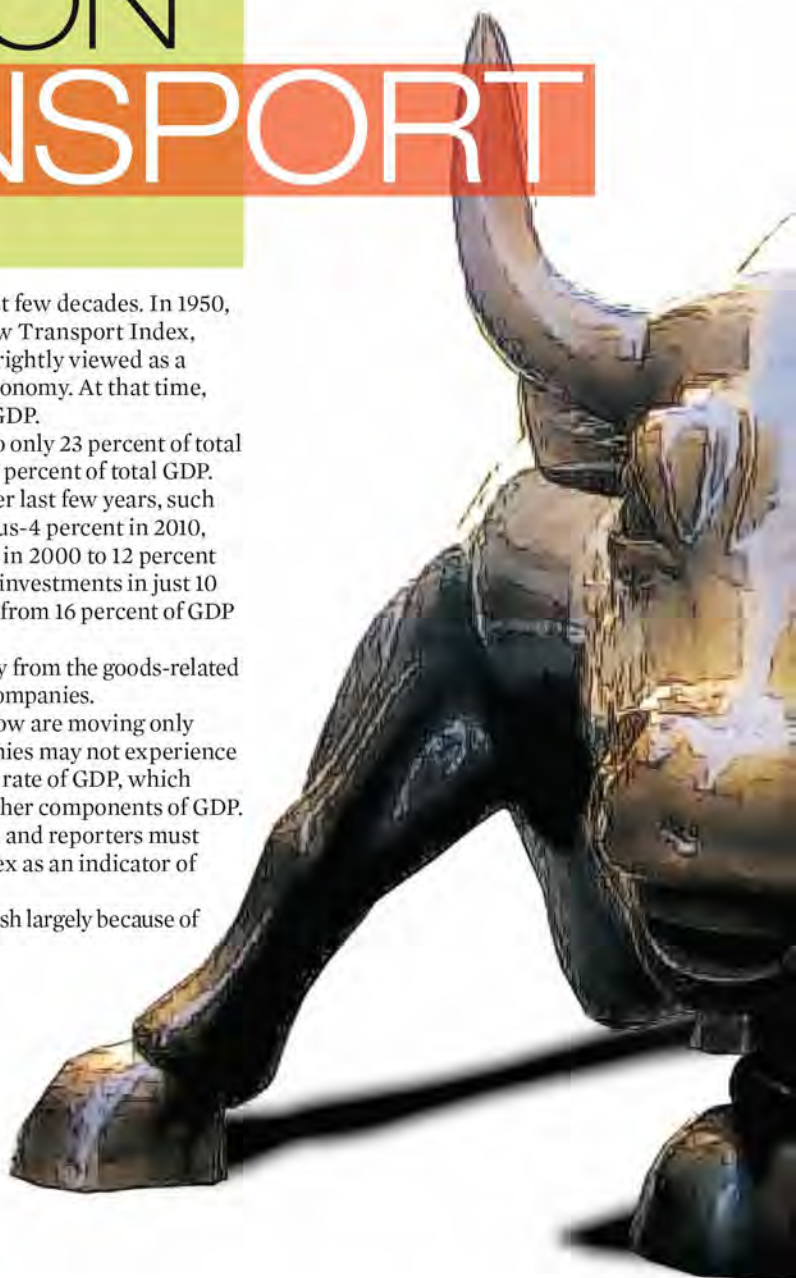 ON
NSPORT
st few decades. In 1950,
w Transport Index,
rightly viewed as a
onomy. At that time,
GDP.
o only 23 percent of total
percent of total GDP.
er last few years, such
us-4 percent in 2010,
in 2000 to 12 percent
investments in just 10
from 16 percent of GDP
y from the goods-related
ompanies.
ow are moving only
nies may not experience
rate of GDP, which
her components of GDP.
and reporters must
ex as an indicator of
sh largely because of